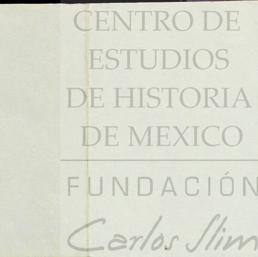 CENTRO DE
ESTUDIOS
DE HISTORIA
DE MEXICO
FUNDACIÓN
Carlos Slim